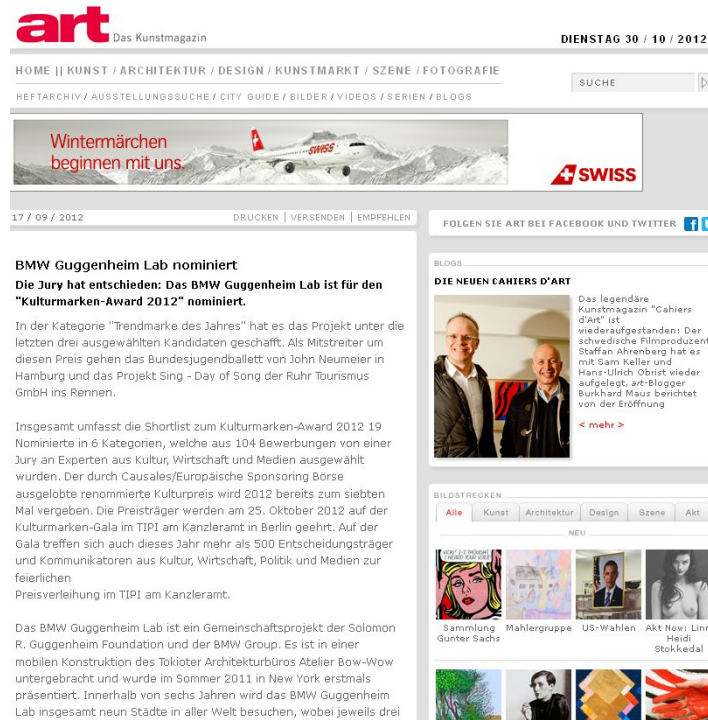 art Das Kunstmagazin
DIENSTAG 30 / 10 / 2012
HOME || KUNST / ARCHITEKTUR / DESIGN / KUNSTMARKT / SZENE / FOTOGRAFIE
SUCHE
HEFTARCHIV / AUSSTELLUNGSSUCHE / CITY GUIDE / BILDER / VIDEOS / SERIEN / BLOGS
Wintermärchen
beginnen mit uns.
SWISS
SWISS
17 / 09 / 2012
DRUCKEN | VERSENDEN | EMPFEHLEN
BMW Guggenheim Lab nominiert
Die Jury hat entschieden: Das BMW Guggenheim Lab ist für den
"Kulturmarken-Award 2012" nominiert.
In der Kategorie "Trendmarke des Jahres" hat es das Projekt unter die
letzten drei ausgewählten Kandidaten geschafft. Als Mitstreiter um
diesen Preis gehen das Bundesjugendballett von John Neumeier in
Hamburg und das Projekt Sing - Day of Song der Ruhr Tourismus
GmbH ins Rennen.
Insgesamt umfasst die Shortlist zum Kulturmarken-Award 2012 19
Nominierte in 6 Kategorien, welche aus 104 Bewerbungen von einer
Jury an Experten aus Kultur, Wirtschaft und Medien ausgewählt
wurden. Der durch Causales/Europäische Sponsoring Börse
ausgelobte renommierte Kulturpreis wird 2012 bereits zum siebten
Mal vergeben. Die Preisträger werden am 25. Oktober 2012 auf der
Kulturmarken-Gala im TIPI am Kanzleramt in Berlin geehrt. Auf der
Gala treffen sich auch dieses Jahr mehr als 500 Entscheidungsträger
und Kommunikatoren aus Kultur, Wirtschaft, Politik und Medien zur
feierlichen
Preisverleihung im TIPI am Kanzleramt.
Das BMW Guggenheim Lab ist ein Gemeinschaftsprojekt der Solomon
R. Guggenheim Foundation und der BMW Group. Es ist in einer
mobilen Konstruktion des Tokioter Architekturbüros Atelier Bow-Wow
untergebracht und wurde im Sommer 2011 in New York erstmals
präsentiert. Innerhalb von sechs Jahren wird das BMW Guggenheim
Lab insgesamt neun Städte in aller Welt besuchen, wobei jeweils drei
FOLGEN SIE ART BEI FACEBOOK UND TWITTER
BLOGS
DIE NEUEN CAHIERS D'ART
Das legendäre
Kunstmagazin "Cahiers
d'Art" ist
wiederauferstanden: Der
schwedische Filmproduzent
Staffan Ahrenberg hat es
mit Sam Keller und
Hans-Ulrich Obrist wieder
aufgelegt, art-Blogger
Burkhard Maus berichtet
von der Eröffnung
< mehr >
BILDSTRECKEN
Alle Kunst Architektur Design Szene Akt
NEU
Sammlung
Gunter Sachs
Mahlergruppe
US-Wahlen
Akt Now: Linn
Heidi
Stokkedal